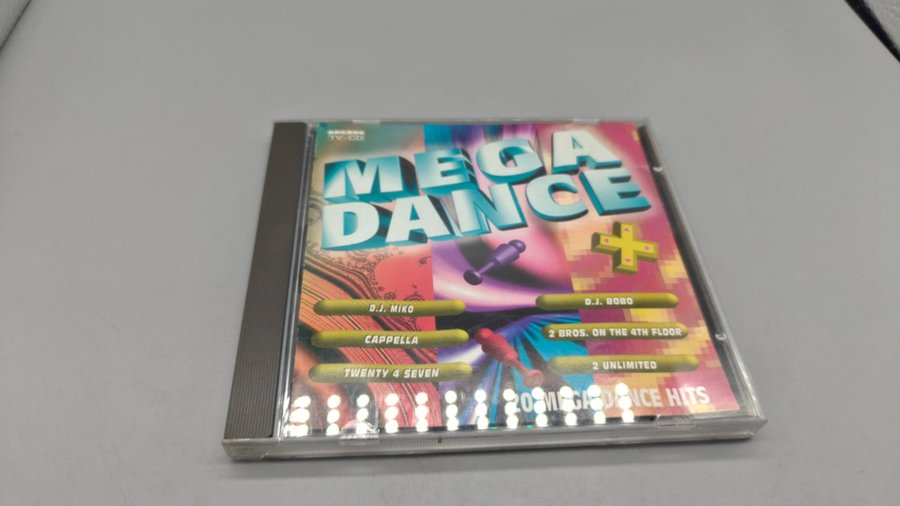 ARCADE
TV-CD
MEGA
DANCE
D.J. MIKO
CAPPELLA
TWENTY 4 SEVEN
D.J. BOBO
2 BROS. ON THE 4TH FLOOR
2 UNLIMITED
20 MEGA DANCE HITS